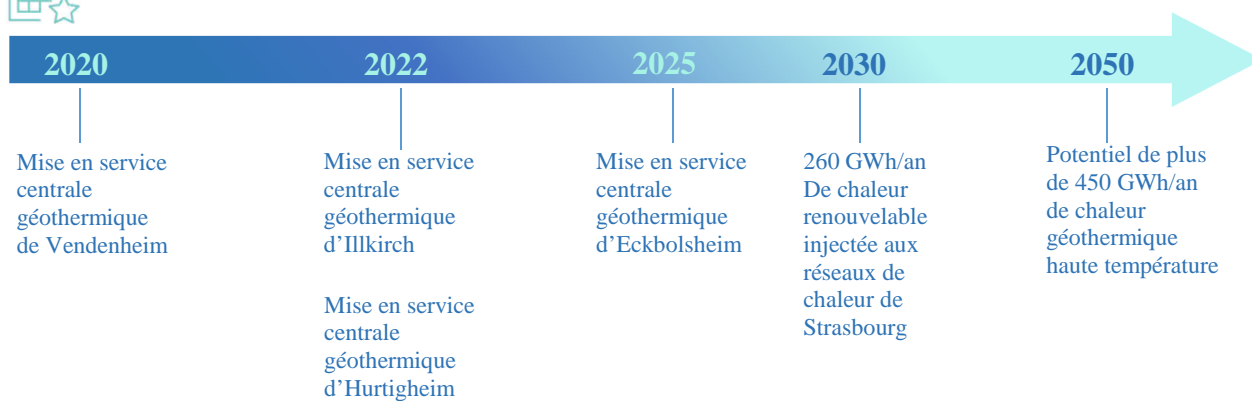 2020
2022
2025
2030
2050
Mise en service
centrale
géothermique
de Vendenheim
Mise en service
centrale
géothermique
d’Illkirch
Mise en service
centrale
géothermique
d’Hurtigheim
Mise en service
centrale
géothermique
d’Eckbolsheim
260 GWh/an
De chaleur
renouvelable
injectée aux
réseaux de
chaleur de
Strasbourg
Potentiel de plus
de 450 GWh/an
de chaleur
géothermique
haute température